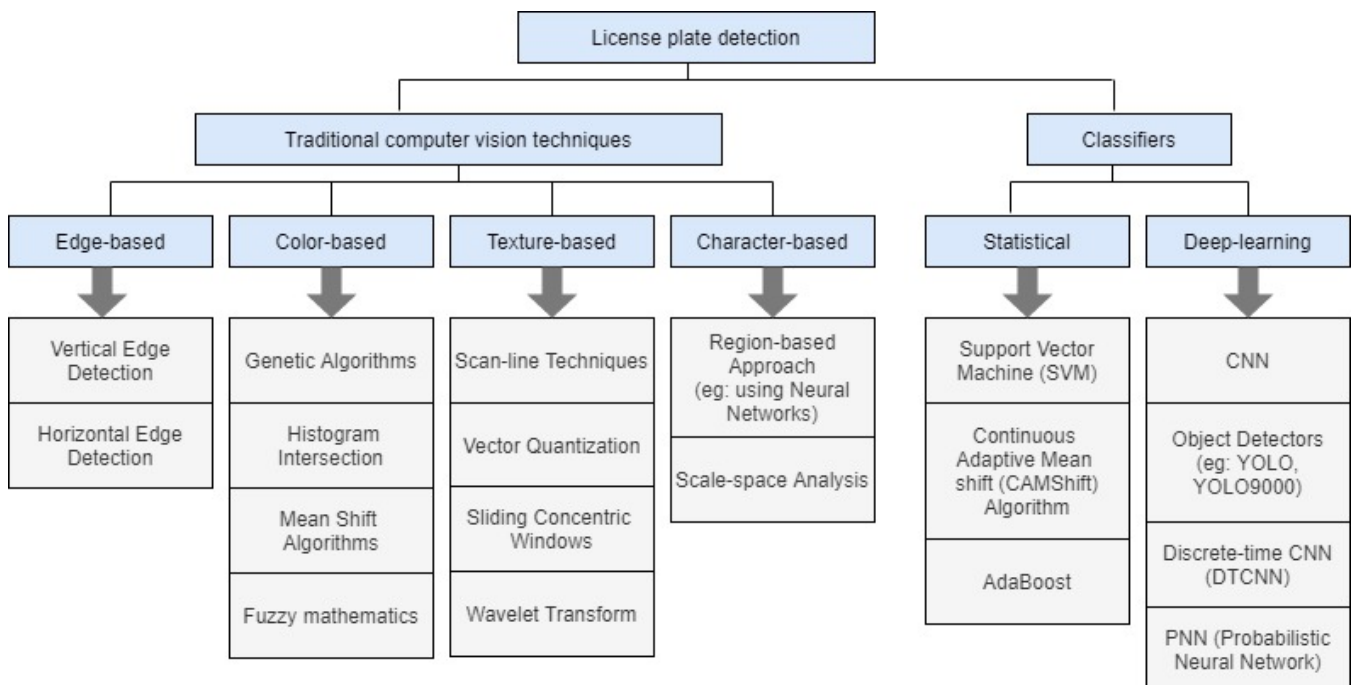 License plate detection
Traditional computer vision techniques
Classifiers
Edge-based
Color-based
Texture-based
Character-based
Statistical
Deep-learning
Vertical Edge
Detection
Horizontal Edge
Detection
Genetic Algorithms
Histogram
Intersection
Mean Shift
Algorithms
Fuzzy mathematics
Scan-line Techniques
Vector Quantization
Sliding Concentric
Windows
Wavelet Transform
Region-based
Approach
(eg: using Neural
Networks)
Scale-space Analysis
Support Vector
Machine (SVM)
Continuous
Adaptive Mean
shift (CAMShift)
Algorithm
AdaBoost
CNN
Object Detectors
(eg: YOLO,
YOLO9000)
Discrete-time CNN
(DTCNN)
PNN (Probabilistic
Neural Network)